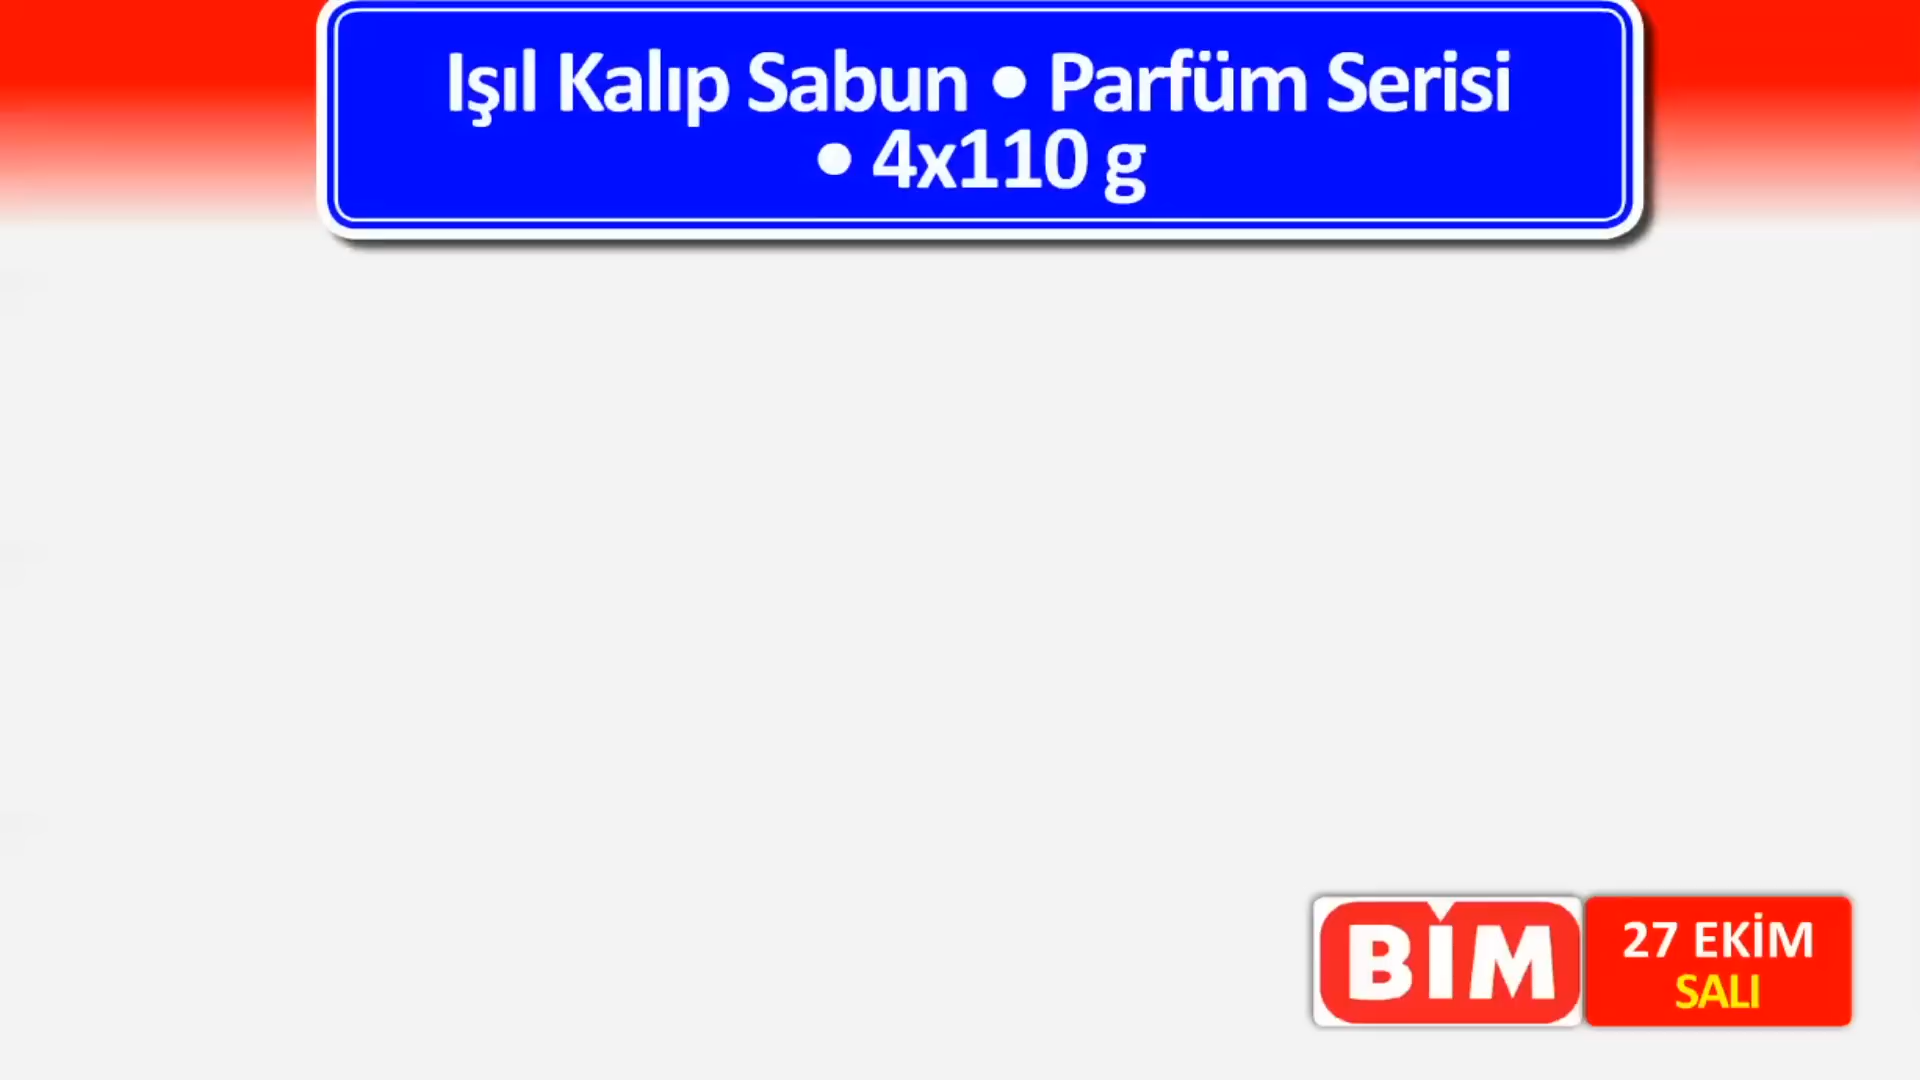 Işıl Kalıp Sabun • Parfüm Serisi
• 4x110 g
BİM
27 EKİM
SALI